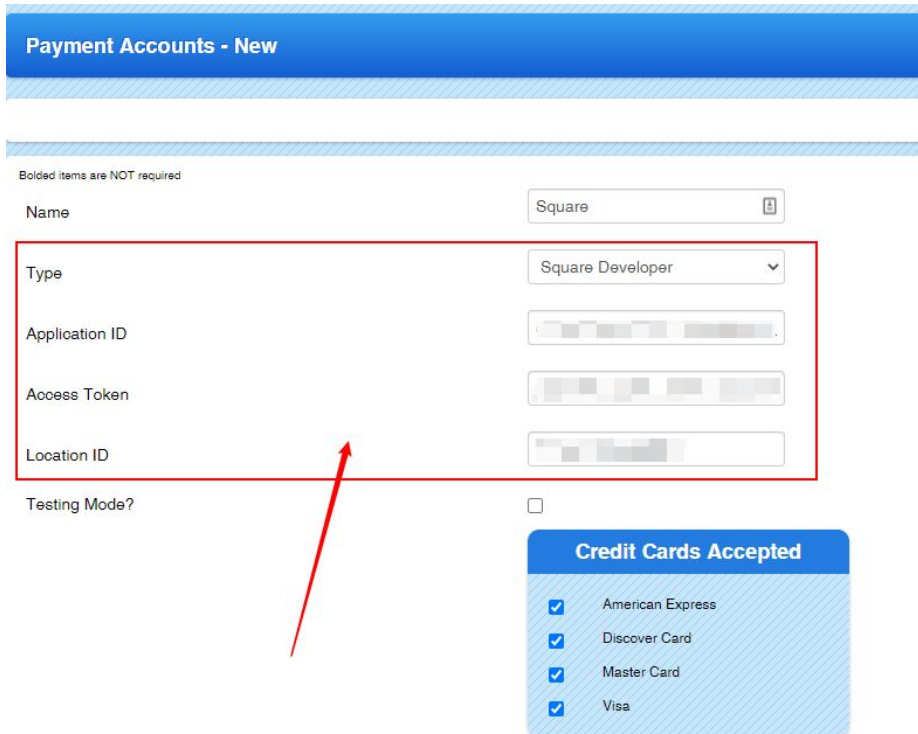 Payment Accounts - New
Bolded items are NOT required
Name Square
Type Square Developer
Application ID
Access Token
Location ID
Testing Mode?
Credit Cards Accepted
American Express
Discover Card
Master Card
Visa